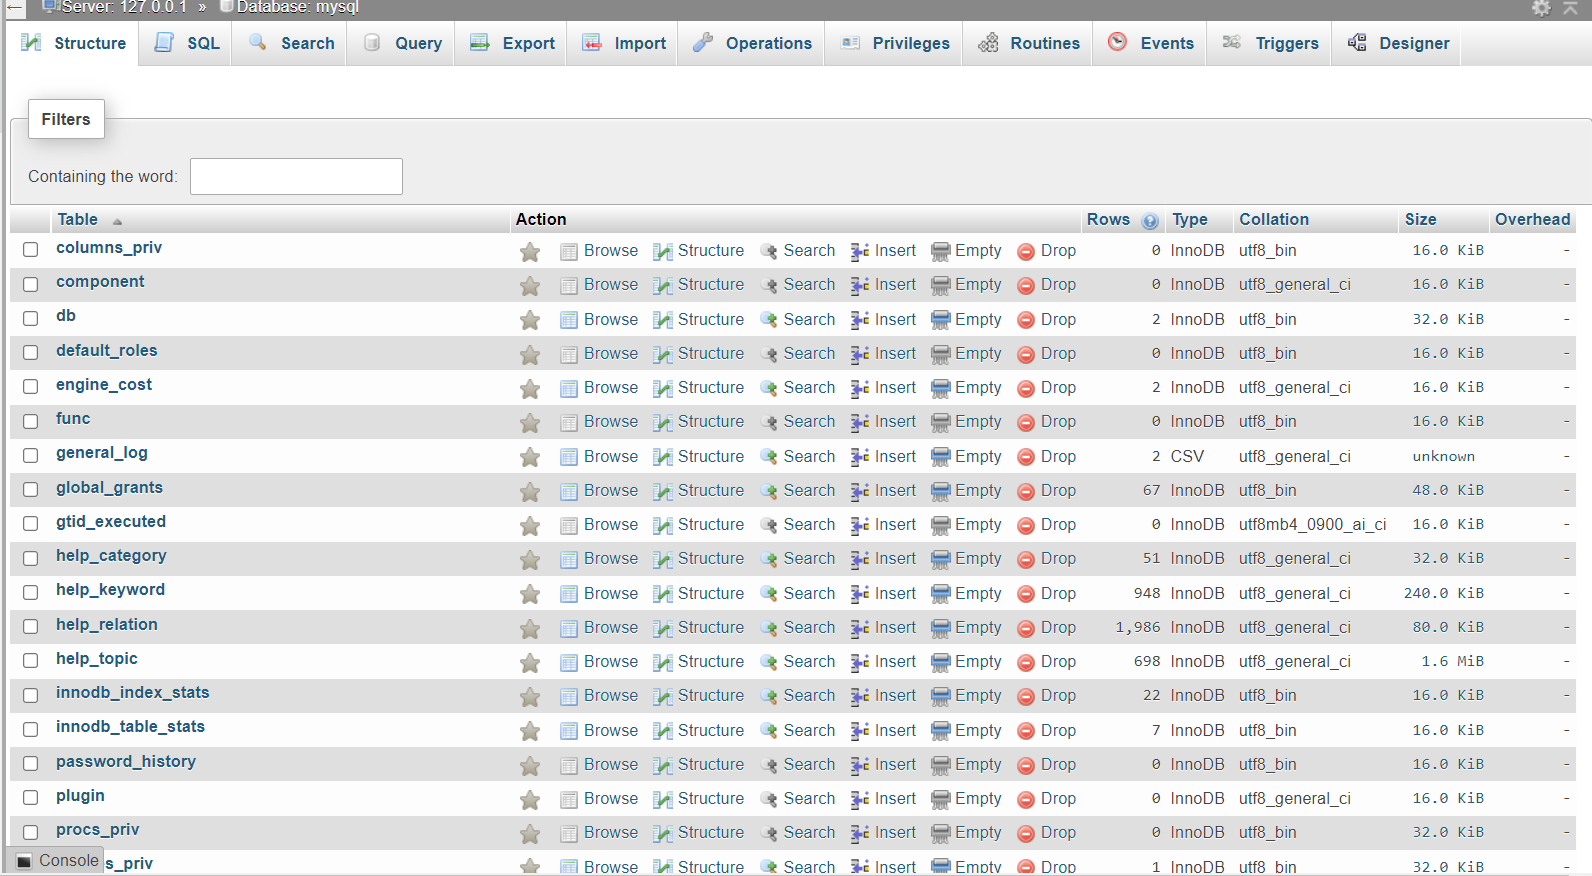 Server: 127.0.0.1 » Database: mysql
Structure SQL Search Query Export Import Operations Privileges Routines Events Triggers Designer
Filters
Containing the word:
Table Action Rows Type Collation Size Overhead
columns_priv Browse Structure Search Insert Empty Drop 0 InnoDB utf8_bin 16.0 KiB -
component Browse Structure Search Insert Empty Drop 0 InnoDB utf8_general_ci 16.0 KiB -
db Browse Structure Search Insert Empty Drop 2 InnoDB utf8_bin 32.0 KiB -
default_roles Browse Structure Search Insert Empty Drop 0 InnoDB utf8_bin 16.0 KiB -
engine_cost Browse Structure Search Insert Empty Drop 2 InnoDB utf8_general_ci 16.0 KiB -
func Browse Structure Search Insert Empty Drop 0 InnoDB utf8_bin 16.0 KiB -
general_log Browse Structure Search Insert Empty Drop 2 CSV utf8_general_ci unknown -
global_grants Browse Structure Search Insert Empty Drop 67 InnoDB utf8_bin 48.0 KiB -
gtid_executed Browse Structure Search Insert Empty Drop 0 InnoDB utf8mb4_0900_ai_ci 16.0 KiB -
help_category Browse Structure Search Insert Empty Drop 51 InnoDB utf8_general_ci 32.0 KiB -
help_keyword Browse Structure Search Insert Empty Drop 948 InnoDB utf8_general_ci 240.0 KiB -
help_relation Browse Structure Search Insert Empty Drop 1,986 InnoDB utf8_general_ci 80.0 KiB -
help_topic Browse Structure Search Insert Empty Drop 698 InnoDB utf8_general_ci 1.6 MiB -
innodb_index_stats Browse Structure Search Insert Empty Drop 22 InnoDB utf8_bin 16.0 KiB -
innodb_table_stats Browse Structure Search Insert Empty Drop 7 InnoDB utf8_bin 16.0 KiB -
password_history Browse Structure Search Insert Empty Drop 0 InnoDB utf8_bin 16.0 KiB -
plugin Browse Structure Search Insert Empty Drop 0 InnoDB utf8_general_ci 16.0 KiB -
procs_priv Browse Structure Search Insert Empty Drop 0 InnoDB utf8_bin 32.0 KiB -
Console s_priv Browse Structure Search Insert Empty Drop 1 InnoDB utf8_bin 32.0 KiB -